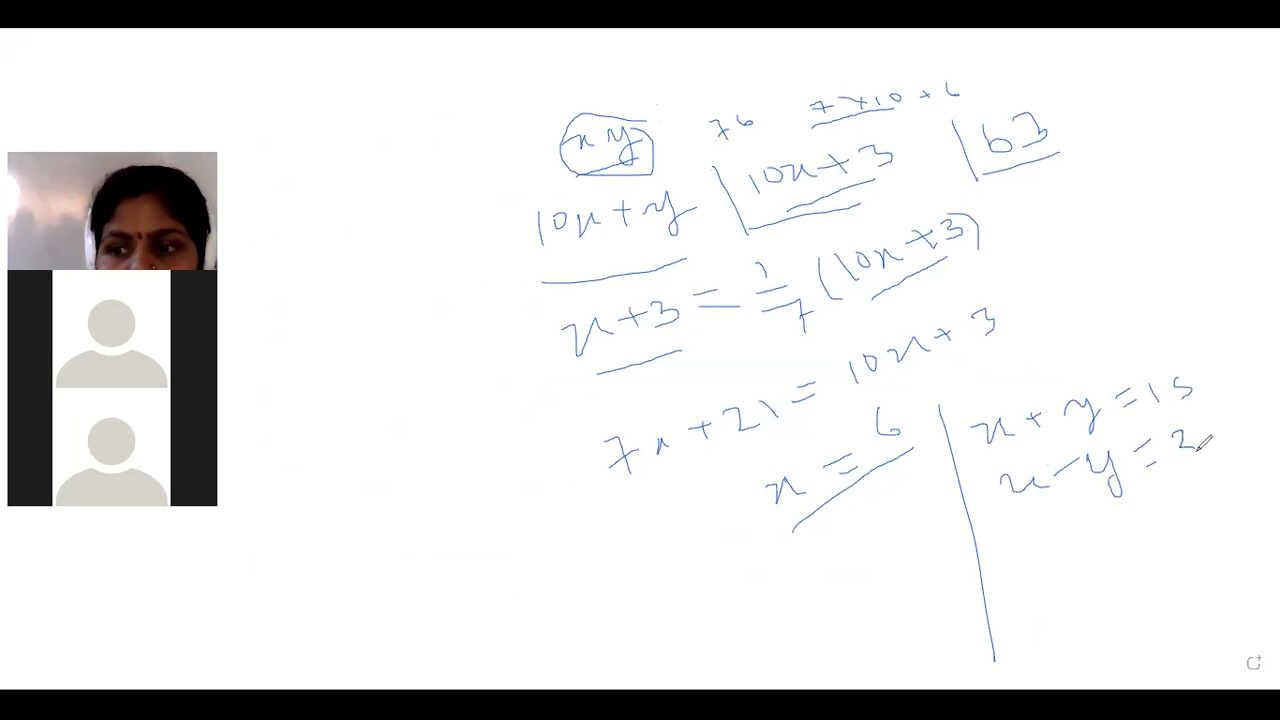 xy 76 7×10+6
10x+y 10x+3 63
x+3 = 1/7 (10x+3)
7x+21 = 10x+3
x = 6
x+y=15
x-y=3